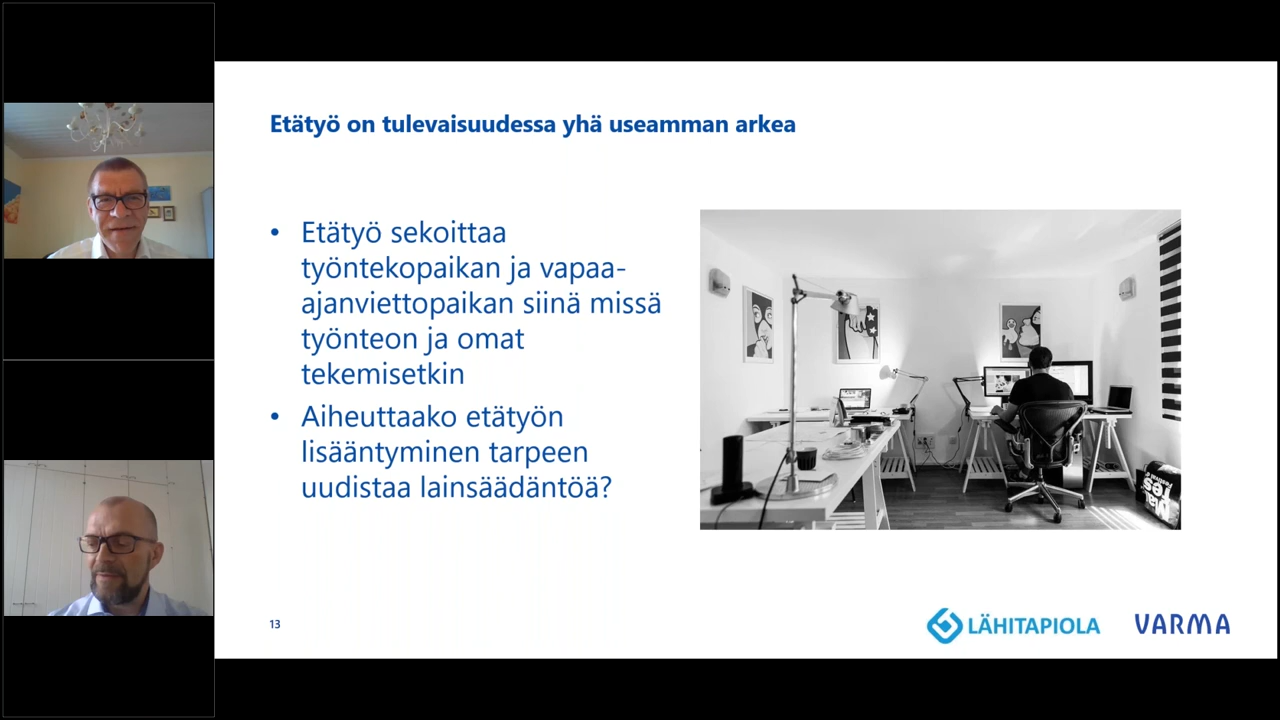 Etätyö on tulevaisuudessa yhä useamman arkea
• Etätyö sekoittaa
työntekopaikan ja vapaa-
ajanviettopaikan siinä missä
työnteon ja omat
tekemisetkin
• Aiheuttaako etätyön
lisääntyminen tarpeen
uudistaa lainsäädäntöä?
13
LÄHITAPIOLA
VARMA